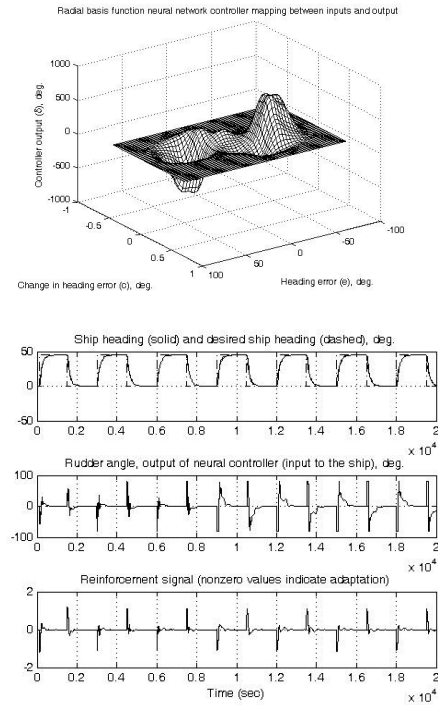 Radial basis function neural network controller mapping between inputs and output
1000
500
0
-500
-1000
Controller output (δ), deg.
-1
-0.5
0
0.5
1
Change in heading error (c), deg.
100
50
0
-50
-100
Heading error (e), deg.
Ship heading (solid) and desired ship heading (dashed), deg.
50
0
-50
0 0.2 0.4 0.6 0.8 1 1.2 1.4 1.6 1.8 2
x 10^4
Rudder angle, output of neural controller (input to the ship), deg.
100
0
-100
0 0.2 0.4 0.6 0.8 1 1.2 1.4 1.6 1.8 2
x 10^4
Reinforcement signal (nonzero values indicate adaptation)
2
0
-2
0 0.2 0.4 0.6 0.8 1 1.2 1.4 1.6 1.8 2
Time (sec)
x 10^4